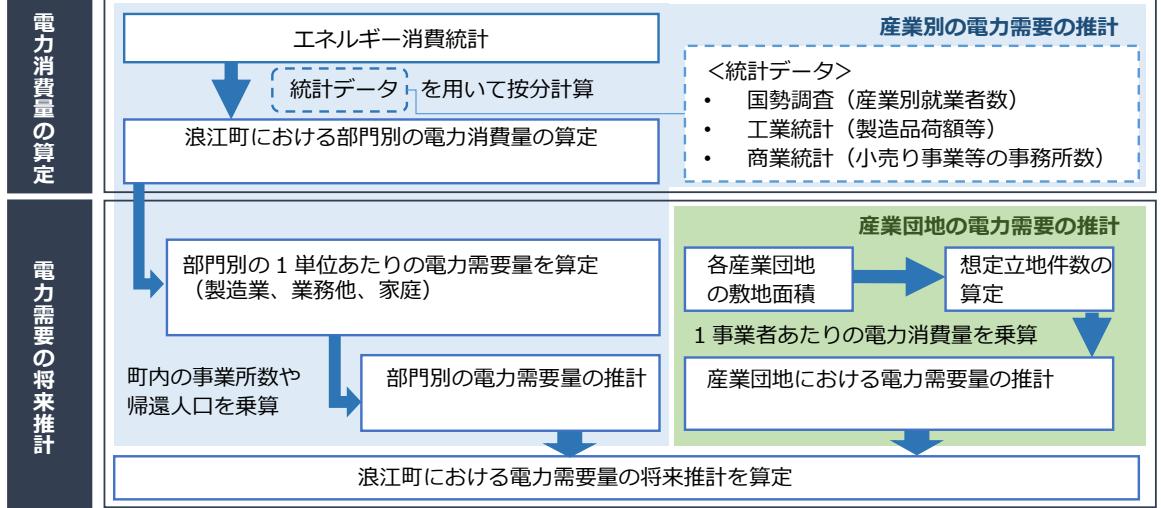 電力消費量の算定
産業別の電力需要の推計
エネルギー消費統計
統計データ を用いて按分計算
浪江町における部門別の電力消費量の算定
＜統計データ＞
• 国勢調査（産業別就業者数）
• 工業統計（製造品荷額等）
• 商業統計（小売り事業等の事務所数）
電力需要の将来推計
部門別の 1 単位あたりの電力需要量を算定
（製造業、業務他、家庭）
町内の事業所数や
帰還人口を乗算
部門別の電力需要量の推計
産業団地の電力需要の推計
各産業団地
の敷地面積
想定立地件数の
算定
1 事業者あたりの電力消費量を乗算
産業団地における電力需要量の推計
浪江町における電力需要量の将来推計を算定